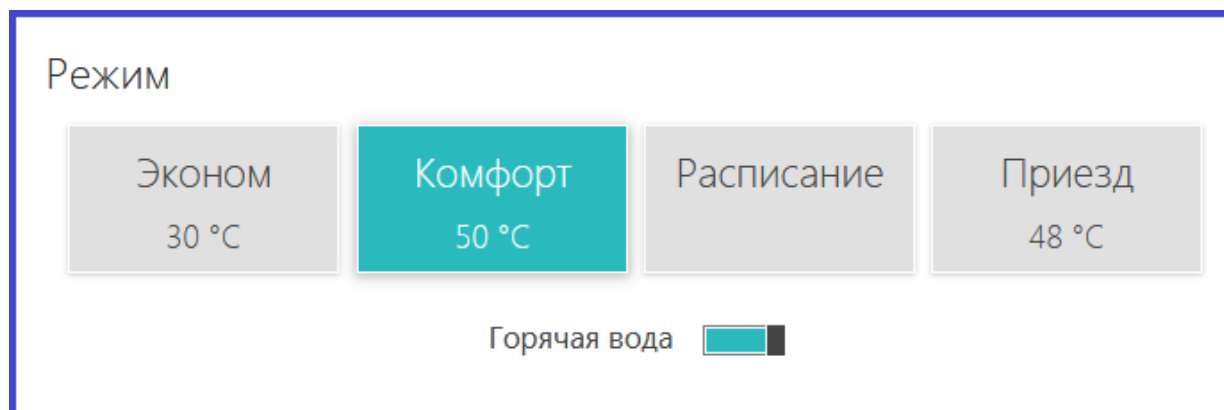 Режим
Эконом
30 °C
Комфорт
50 °C
Расписание
Приезд
48 °C
Горячая вода